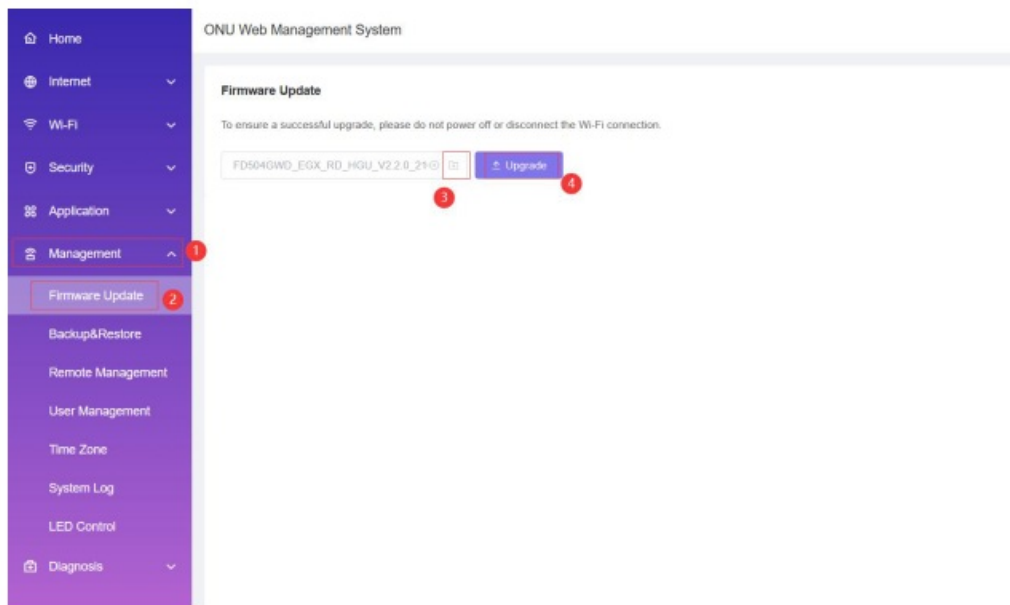 Home
ONU Web Management System
Internet
Firmware Update
Wi-Fi
To ensure a successful upgrade, please do not power off or disconnect the Wi-Fi connection.
Security
FD504GWD_EGX_RD_HGU_V2.2.0_21
Upgrade
3
4
Application
Management
1
Firmware Update
2
Backup&Restore
Remote Management
User Management
Time Zone
System Log
LED Control
Diagnosis